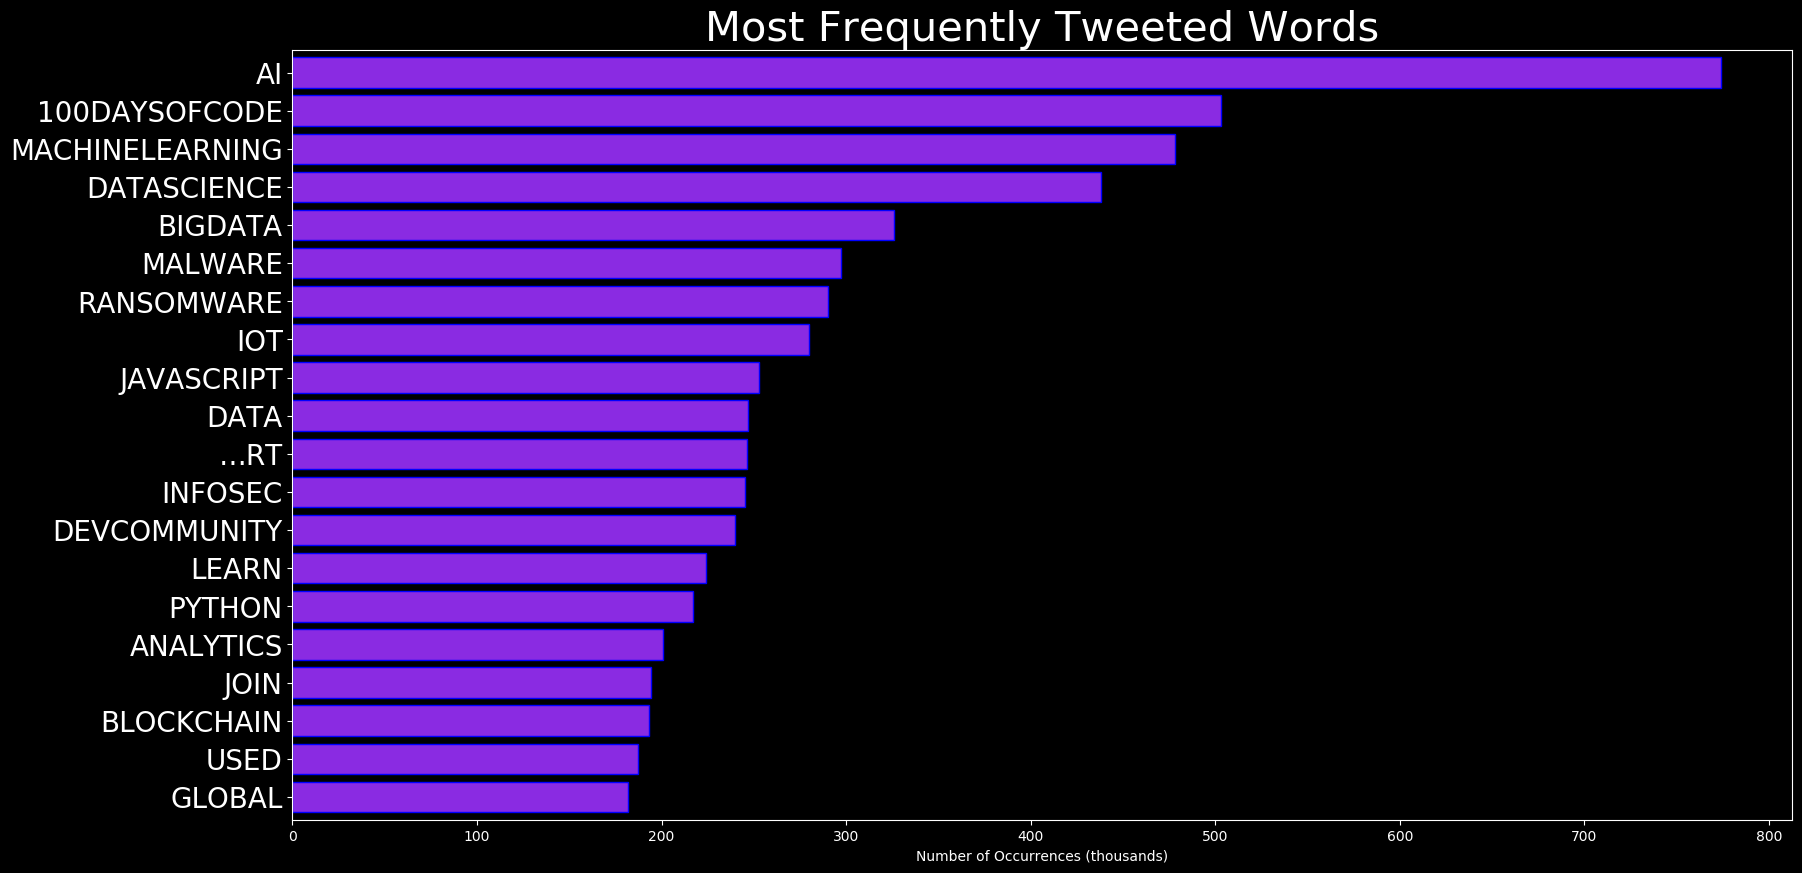 Most Frequently Tweeted Words
AI
100DAYSOFCODE
MACHINELEARNING
DATASCIENCE
BIGDATA
MALWARE
RANSOMWARE
IOT
JAVASCRIPT
DATA
...RT
INFOSEC
DEVCOMMUNITY
LEARN
PYTHON
ANALYTICS
JOIN
BLOCKCHAIN
USED
GLOBAL
0 100 200 300 400 500 600 700 800
Number of Occurrences (thousands)